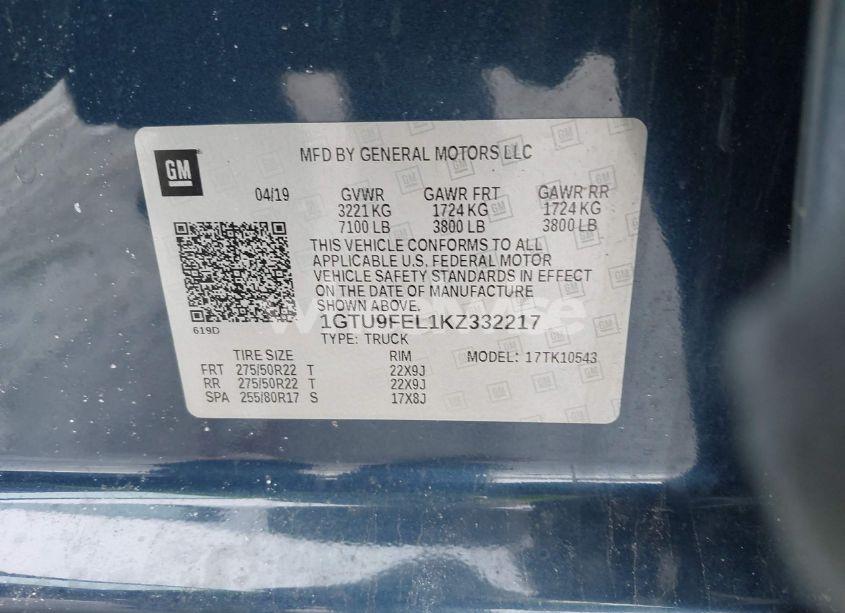 GM
MFD BY GENERAL MOTORS LLC
04/19 GVWR GAWR FRT GAWR RR
3221 KG 1724 KG 1724 KG
7100 LB 3800 LB 3800 LB
THIS VEHICLE CONFORMS TO ALL
APPLICABLE U.S. FEDERAL MOTOR
VEHICLE SAFETY STANDARDS IN EFFECT
ON THE DATE OF MANUFACTURE
SHOWN ABOVE.
619D
1GTU9FEL1KZ332217
TYPE: TRUCK
TIRE SIZE RIM MODEL: 17TK10543
FRT 275/50R22 T 22X9J
RR 275/50R22 T 22X9J
SPA 255/80R17 S 17X8J